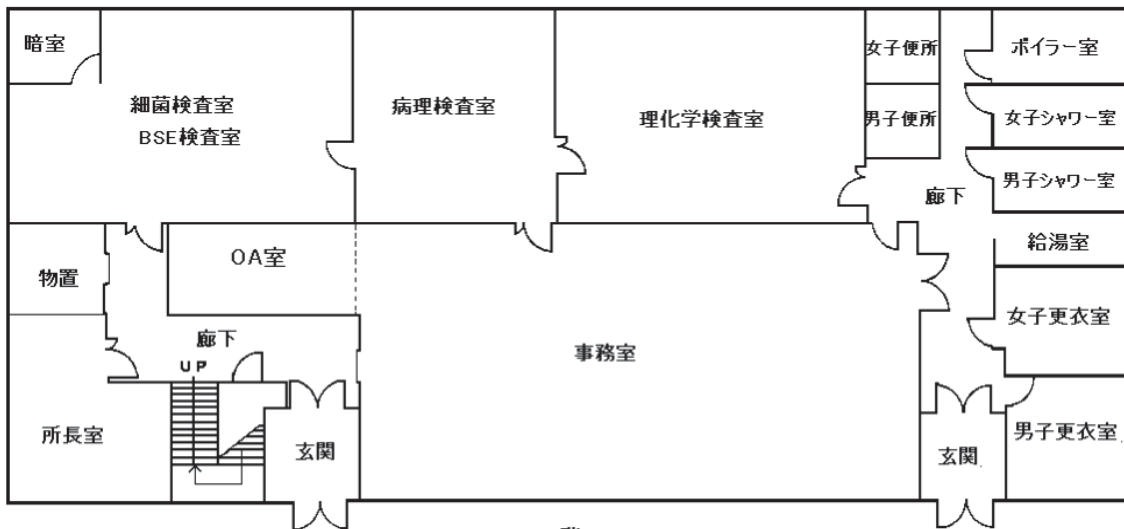 暗室
女子便所
ボイラー室
細菌検査室
BSE検査室
病理検査室
理化学検査室
男子便所
女子シャワー室
男子シャワー室
廊下
給湯室
OA室
物置
女子更衣室
廊下
UP
事務室
所長室
玄関
玄関
男子更衣室